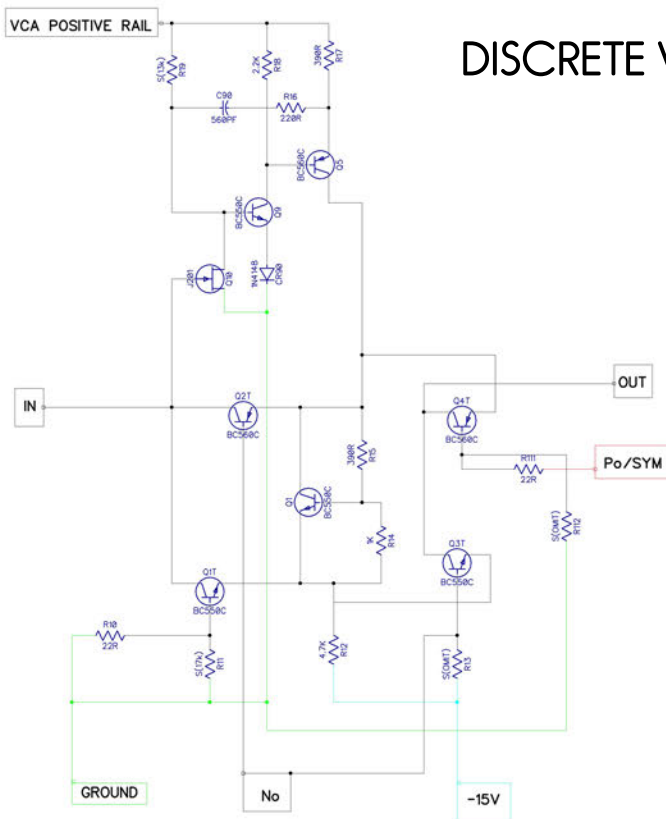 VCA POSITIVE RAIL
DISCRETE V
S(13k)
R19
2.2K
R18
390R
R17
C90
560PF
R16
220R
BC560C
Q5
BC550C
Q9
J201
Q10
1N4148
CR90
IN
OUT
Q2T
BC560C
Q4T
BC560C
390R
R15
R111
22R
Po/SYM
Q1
BC550C
1K
R14
S(OMIT)
R112
Q3T
BC550C
Q1T
BC550C
R10
22R
S(17k)
R11
4.7K
R12
S(OMIT)
R13
GROUND
No
-15V